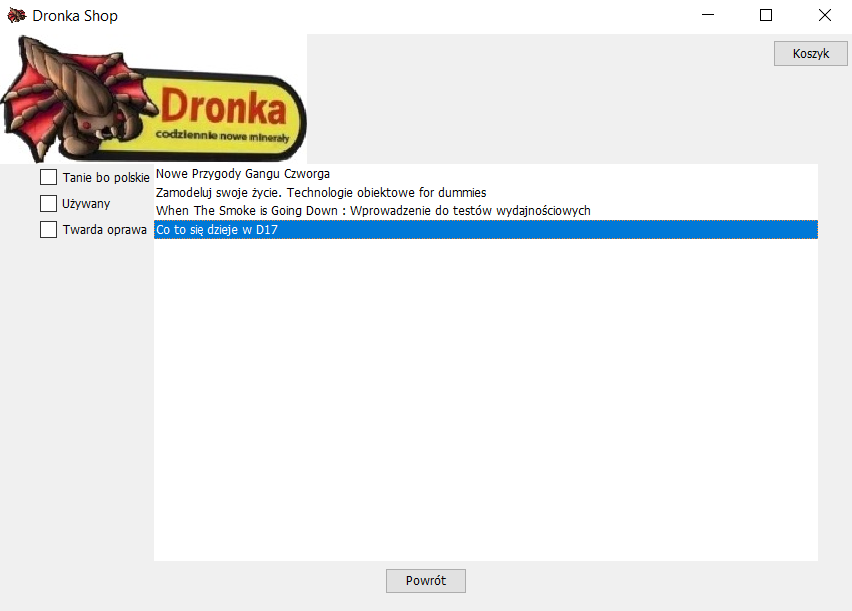 Dronka Shop
Koszyk
Dronka
codziennie nowe minerały
Tanie bo polskie
Używany
Twarda oprawa
Nowe Przygody Gangu Czworga
Zamodeluj swoje życie. Technologie obiektowe for dummies
When The Smoke is Going Down : Wprowadzenie do testów wydajnościowych
Co to się dzieje w D17
Powrót